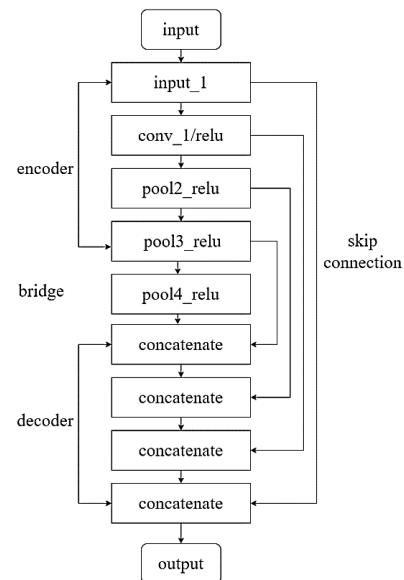 input
input_1
conv_1/relu
encoder
pool2_relu
pool3_relu
skip
connection
bridge
pool4_relu
concatenate
concatenate
decoder
concatenate
concatenate
output